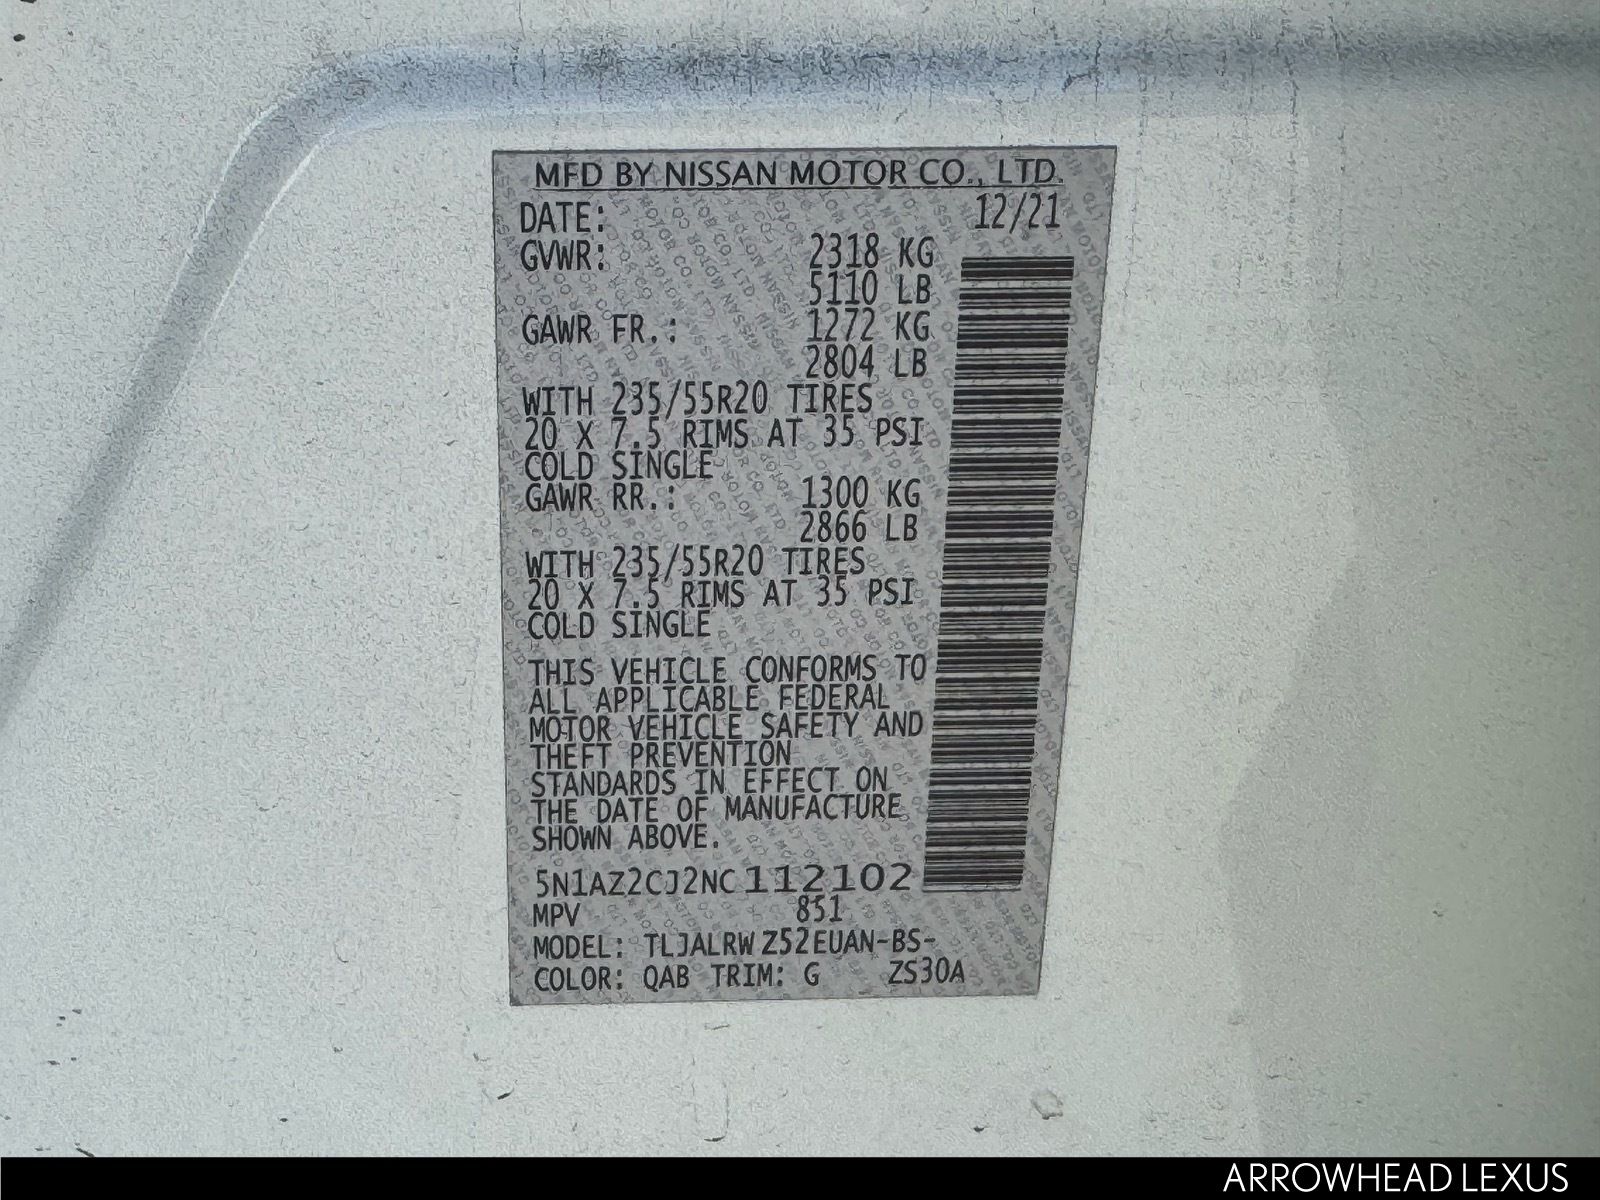 MFD BY NISSAN MOTOR CO., LTD.
DATE: 12/21
GVWR: 2318 KG
5110 LB
GAWR FR.: 1272 KG
2804 LB
WITH 235/55R20 TIRES
20 X 7.5 RIMS AT 35 PSI
COLD SINGLE
GAWR RR.: 1300 KG
2866 LB
WITH 235/55R20 TIRES
20 X 7.5 RIMS AT 35 PSI
COLD SINGLE
THIS VEHICLE CONFORMS TO
ALL APPLICABLE FEDERAL
MOTOR VEHICLE SAFETY AND
THEFT PREVENTION
STANDARDS IN EFFECT ON
THE DATE OF MANUFACTURE
SHOWN ABOVE.
5N1AZ2CJ2NC112102
MPV 851
MODEL: TLJALRWZ52EUAN-BS-
COLOR: QAB TRIM: G ZS30A
ARROWHEAD LEXUS